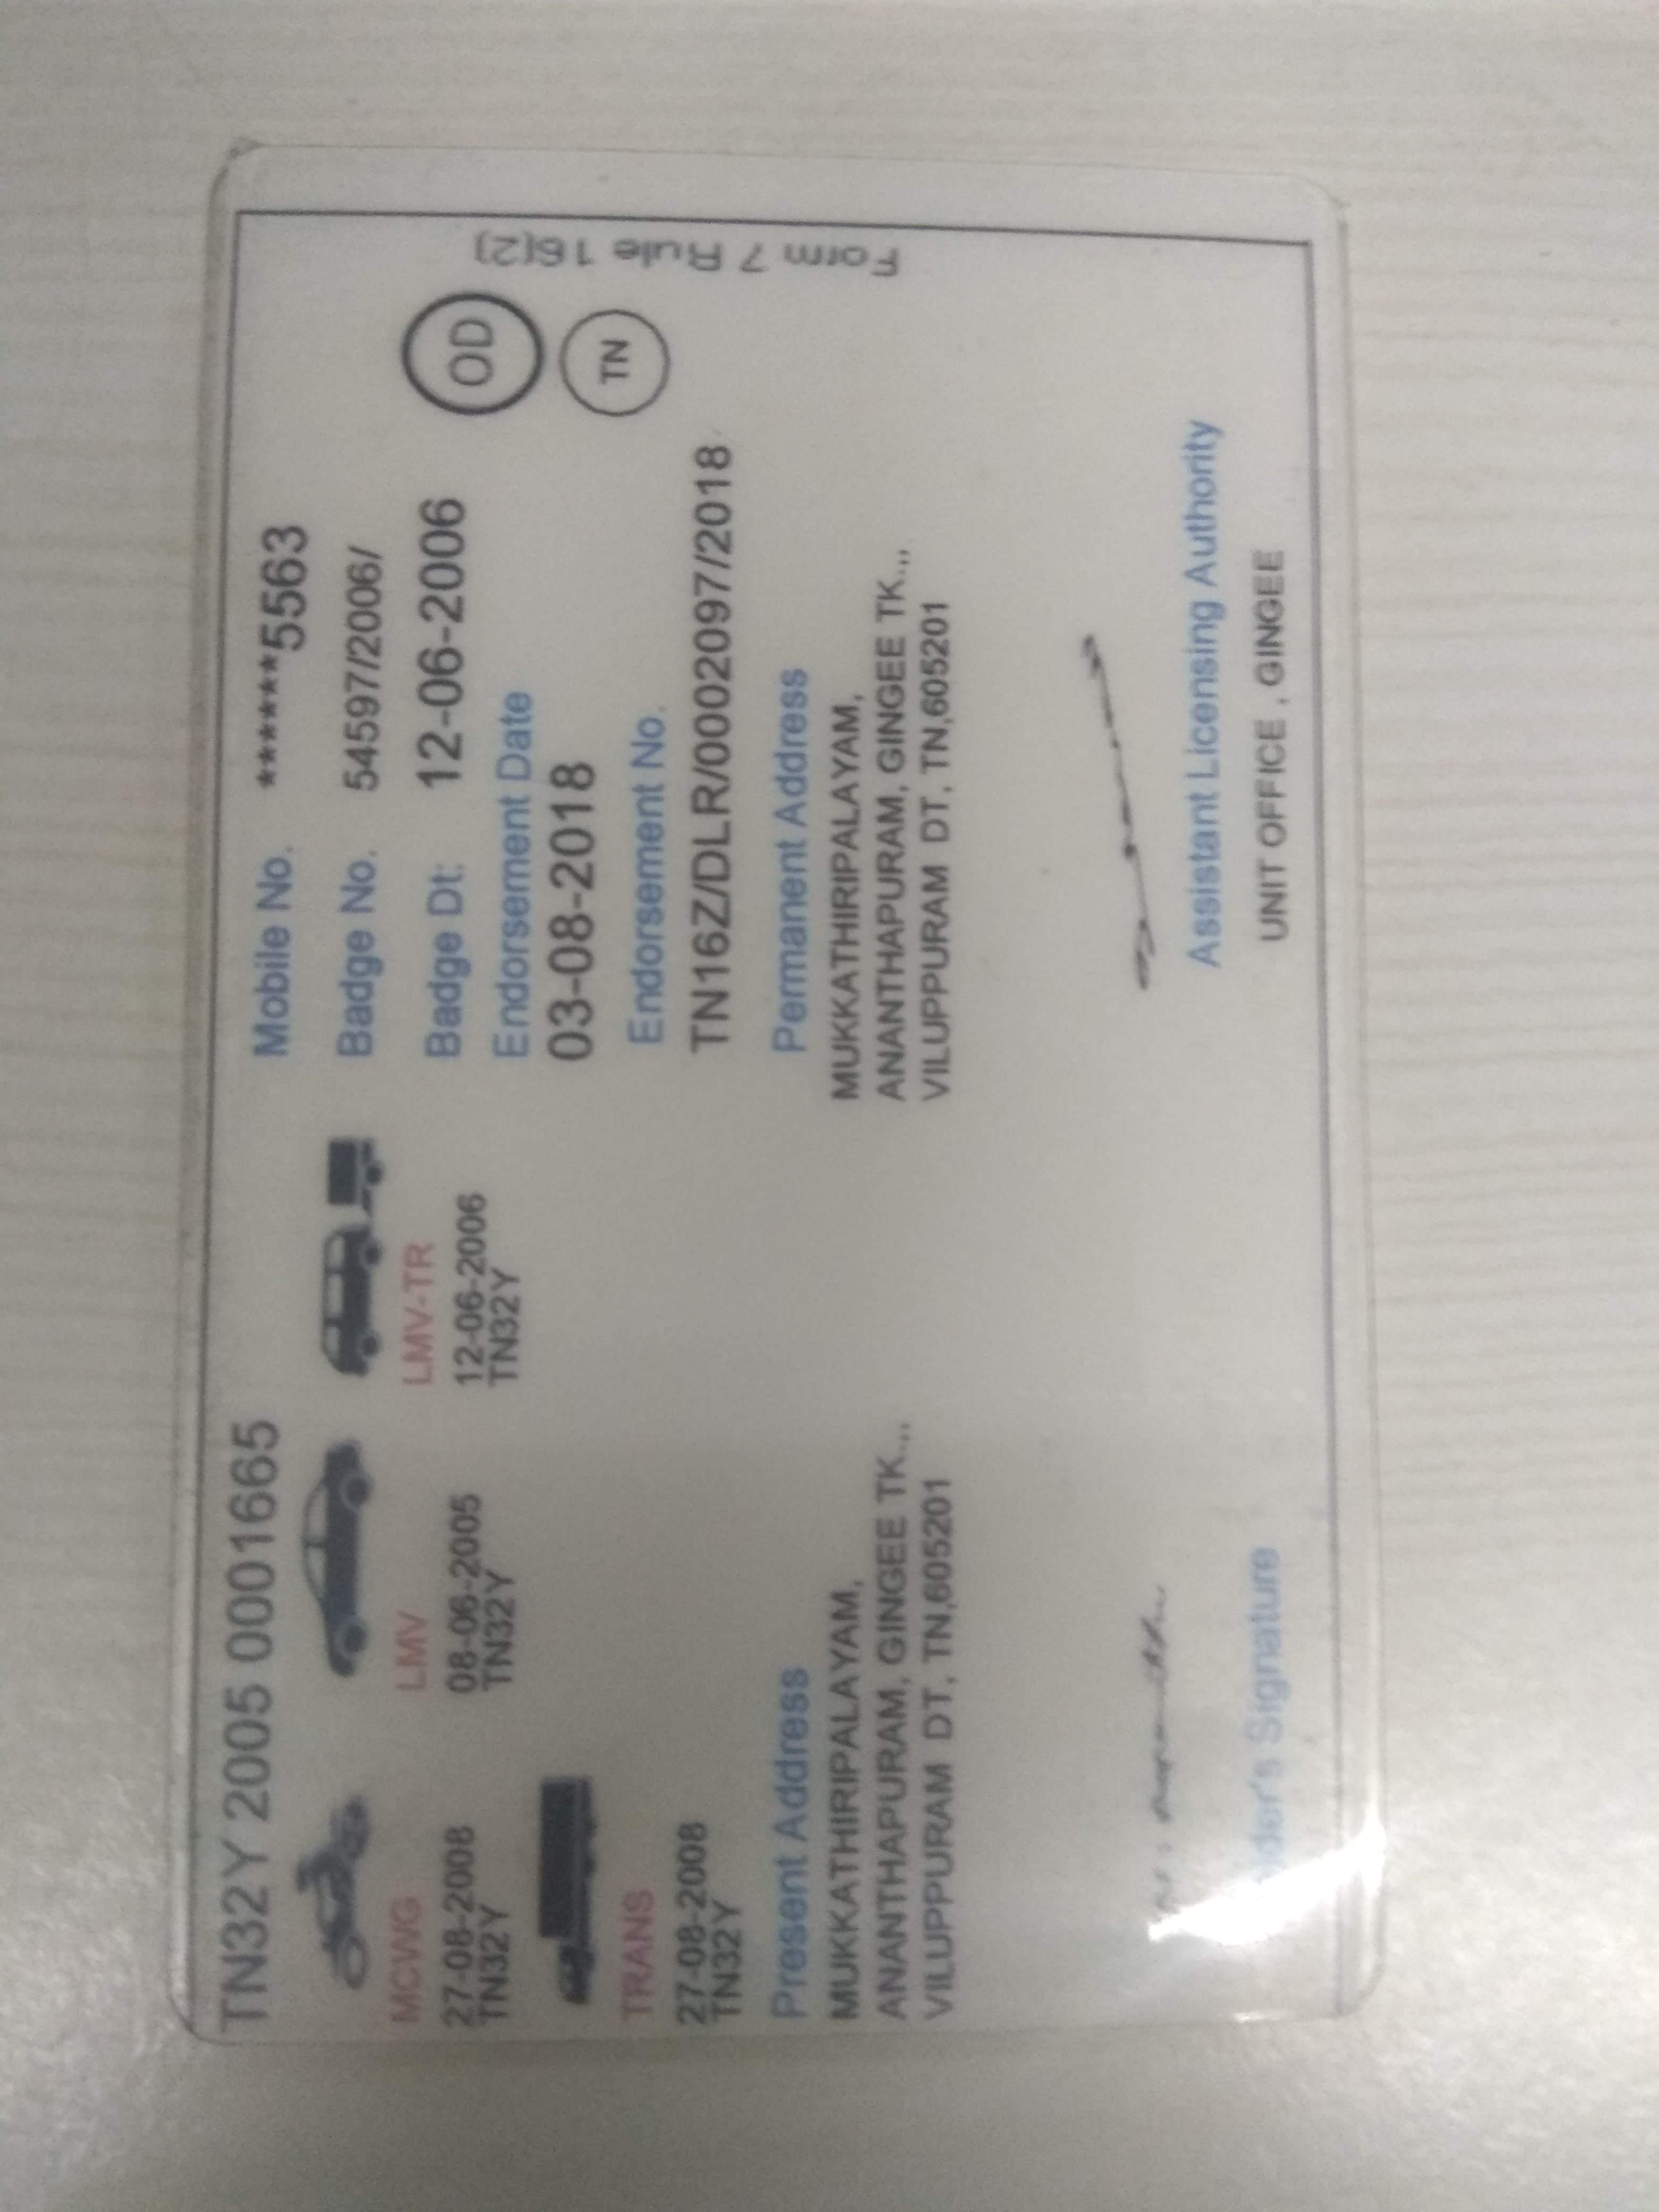 TN32Y 2005 0001665
MCWG
27-08-2008
TN32Y
LMV
08-06-2005
TN32Y
LMV-TR
12-06-2006
TN32Y
TRANS
27-08-2008
TN32Y
Mobile No. ******5563
Badge No. 54597/2006/
Badge Dt: 12-06-2006
Endorsement Date
03-08-2018
Endorsement No.
TN16Z/DLR/0002097/2018
OD
TN
Form 7 Rule 16(2)
Present Address
MUKKATHIRIPALAYAM,
ANANTHAPURAM, GINGEE TK.,,
VILUPPURAM DT, TN,605201
Permanent Address
MUKKATHIRIPALAYAM,
ANANTHAPURAM, GINGEE TK.,,
VILUPPURAM DT, TN,605201
Signature
Assistant Licensing Authority
UNIT OFFICE , GINGEE